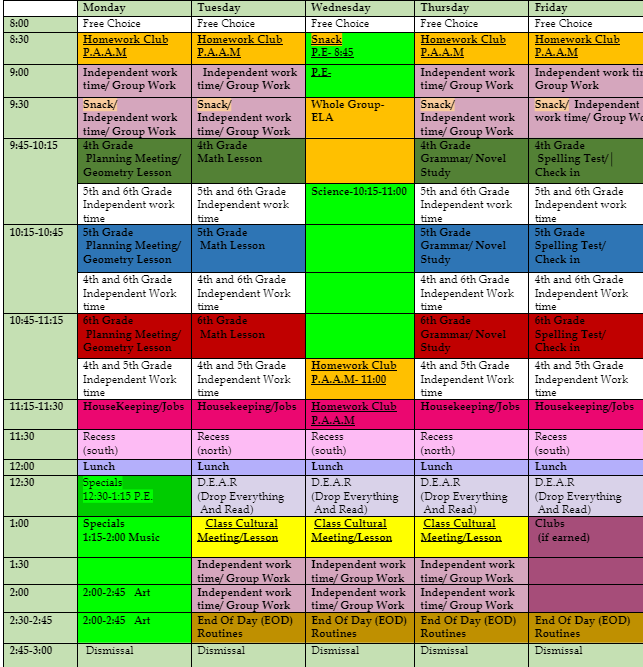 Monday Tuesday Wednesday Thursday Friday
8:00 Free Choice Free Choice Free Choice Free Choice Free Choice
8:30 Homework Club Homework Club Snack Homework Club Homework Club
P.A.A.M P.A.A.M P.E- 8:45 P.A.A.M P.A.A.M
9:00 Independent work Independent work P.E- Independent work Independent work
time/ Group Work time/ Group Work time/ Group Work Group Work
9:30 Snack/ Snack/ Whole Group- Snack/ Snack/ Independent
Independent work Independent work ELA Independent work work time/ Group
time/ Group Work time/ Group Work time/ Group Work
9:45-10:15 4th Grade 4th Grade 4th Grade 4th Grade
Planning Meeting/ Math Lesson Grammar/ Novel Spelling Test/
Geometry Lesson Study Check in
5th and 6th Grade 5th and 6th Grade Science-10:15-11:00 5th and 6th Grade 5th and 6th Grade
Independent work Independent work Independent work Independent work
time time time time
10:15-10:45 5th Grade 5th Grade 5th Grade 5th Grade
Planning Meeting/ Math Lesson Grammar/ Novel Spelling Test/
Geometry Lesson Study Check in
4th and 6th Grade 4th and 6th Grade 4th and 6th Grade 4th and 6th Grade
Independent Work Independent Work Independent Work Independent Work
time time time time
10:45-11:15 6th Grade 6th Grade 6th Grade 6th Grade
Planning Meeting/ Math Lesson Grammar/ Novel Spelling Test/
Geometry Lesson Study Check in
4th and 5th Grade 4th and 5th Grade Homework Club 4th and 5th Grade 4th and 5th Grade
Independent Work Independent Work P.A.A.M- 11:00 Independent Work Independent Work
time time time time
11:15-11:30 HouseKeeping/Jobs Housekeeping/Jobs Homework Club Housekeeping/Jobs Housekeeping/Jobs
P.A.A.M
11:30 Recess Recess Recess Recess Recess
(south) (north) (south) (north) (south)
12:00 Lunch Lunch Lunch Lunch Lunch
12:30 Specials D.E.A.R D.E.A.R D.E.A.R D.E.A.R
12:30-1:15 P.E. (Drop Everything (Drop Everything (Drop Everything (Drop Everything
And Read) And Read) And Read) And Read)
1:00 Specials Class Cultural Class Cultural Class Cultural Clubs
1:15-2:00 Music Meeting/Lesson Meeting/Lesson Meeting/Lesson (if earned)
1:30 Independent work Independent work Independent work
time/ Group Work time/ Group Work time/ Group Work
2:00 2:00-2:45 Art Independent work Independent work Independent work
time/ Group Work time/ Group Work time/ Group Work
2:30-2:45 2:00-2:45 Art End Of Day (EOD) End Of Day (EOD) End Of Day (EOD) End Of Day (EOD)
Routines Routines Routines Routines
2:45-3:00 Dismissal Dismissal Dismissal Dismissal Dismissal